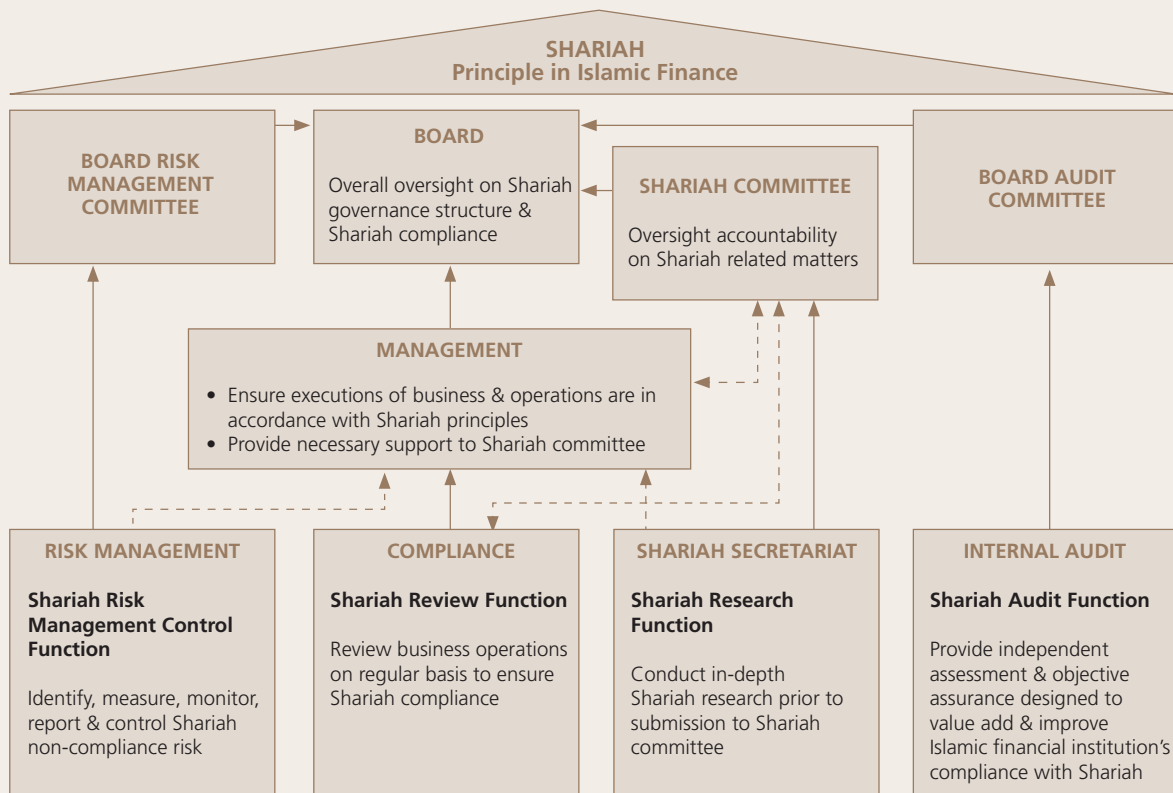 SHARIAH
Principle in Islamic Finance
BOARD RISK
MANAGEMENT
COMMITTEE
BOARD
Overall oversight on Shariah
governance structure &
Shariah compliance
SHARIAH COMMITTEE
Oversight accountability
on Shariah related matters
BOARD AUDIT
COMMITTEE
MANAGEMENT
• Ensure executions of business & operations are in
accordance with Shariah principles
• Provide necessary support to Shariah committee
RISK MANAGEMENT
Shariah Risk
Management Control
Function
Identify, measure, monitor,
report & control Shariah
non-compliance risk
COMPLIANCE
Shariah Review Function
Review business operations
on regular basis to ensure
Shariah compliance
SHARIAH SECRETARIAT
Shariah Research
Function
Conduct in-depth
Shariah research prior to
submission to Shariah
committee
INTERNAL AUDIT
Shariah Audit Function
Provide independent
assessment & objective
assurance designed to
value add & improve
Islamic financial institution’s
compliance with Shariah